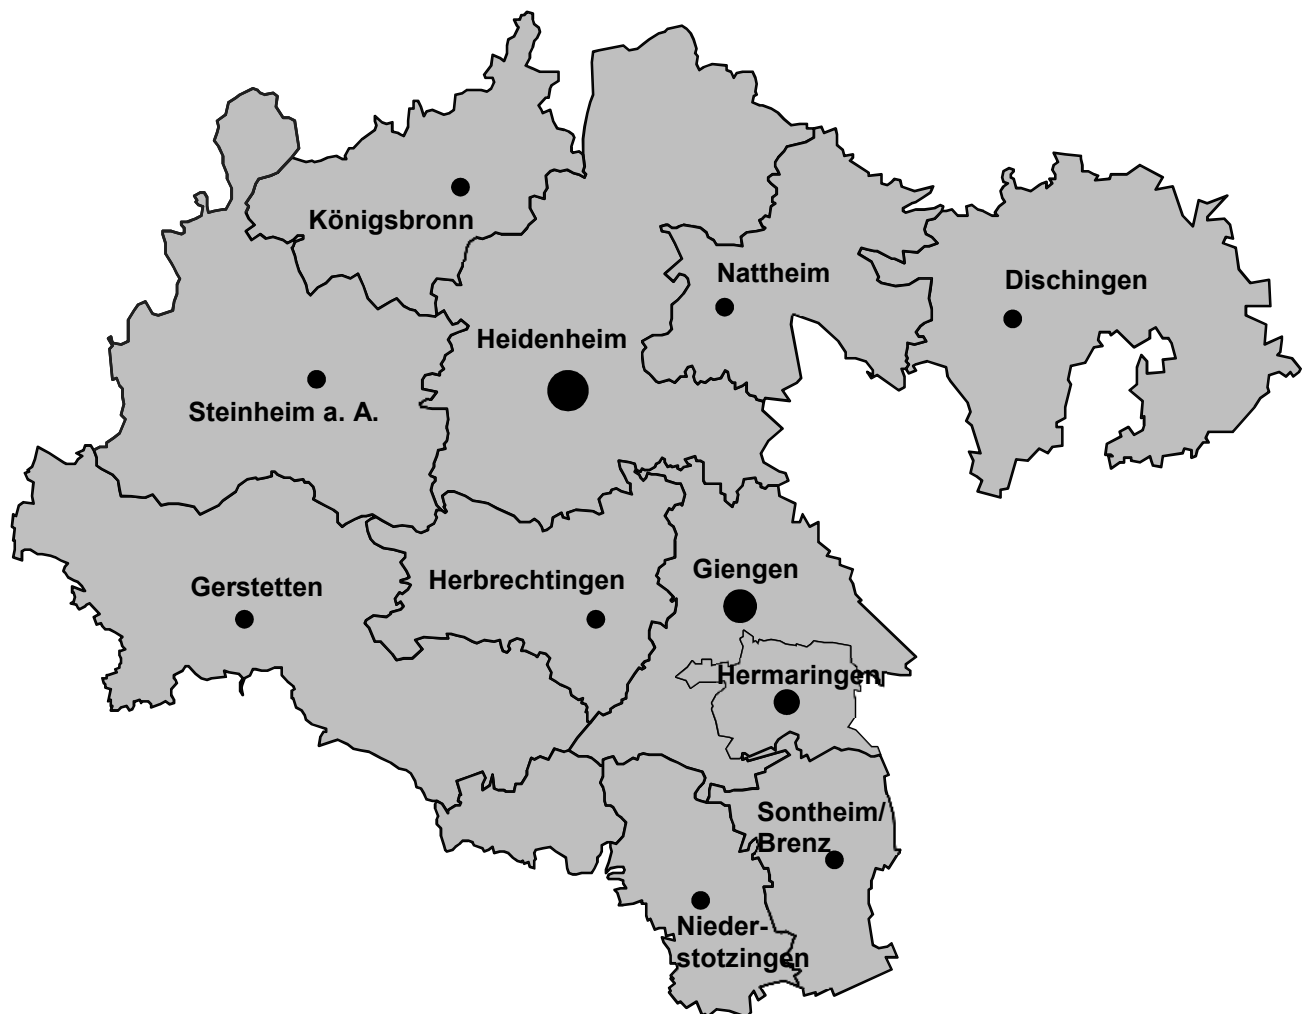 Königsbronn
Nattheim
Dischingen
Heidenheim
Steinheim a. A.
Giengen
Herbrechtingen
Gerstetten
Hermaringen
Sontheim/
Brenz
Nieder-
stotzingen